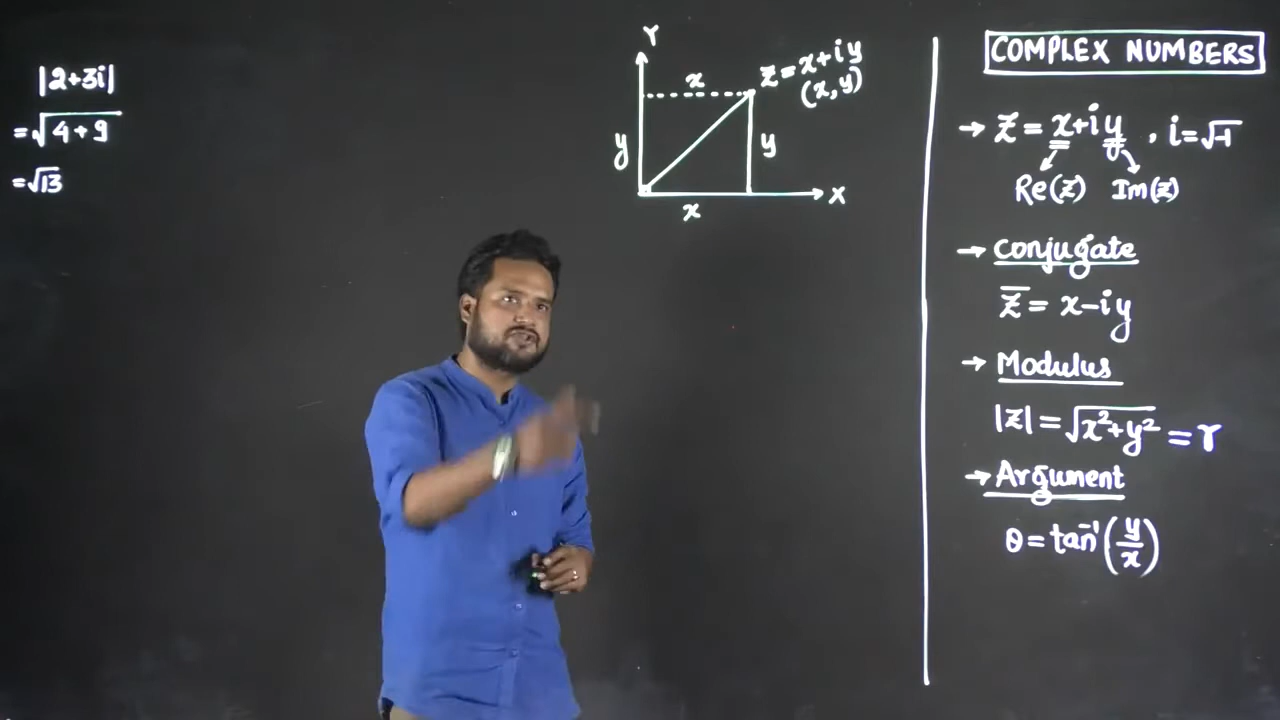 |2+3i|
=√4+9
=√13
Y
x
z=x+iy
(x,y)
y
y
x
X
COMPLEX NUMBERS
→ z = x+iy , i=√-1
Re(z) Im(z)
→ Conjugate
z̅ = x-iy
→ Modulus
|z| = √x²+y² = r
→ Argument
θ = tan⁻¹(y/x)